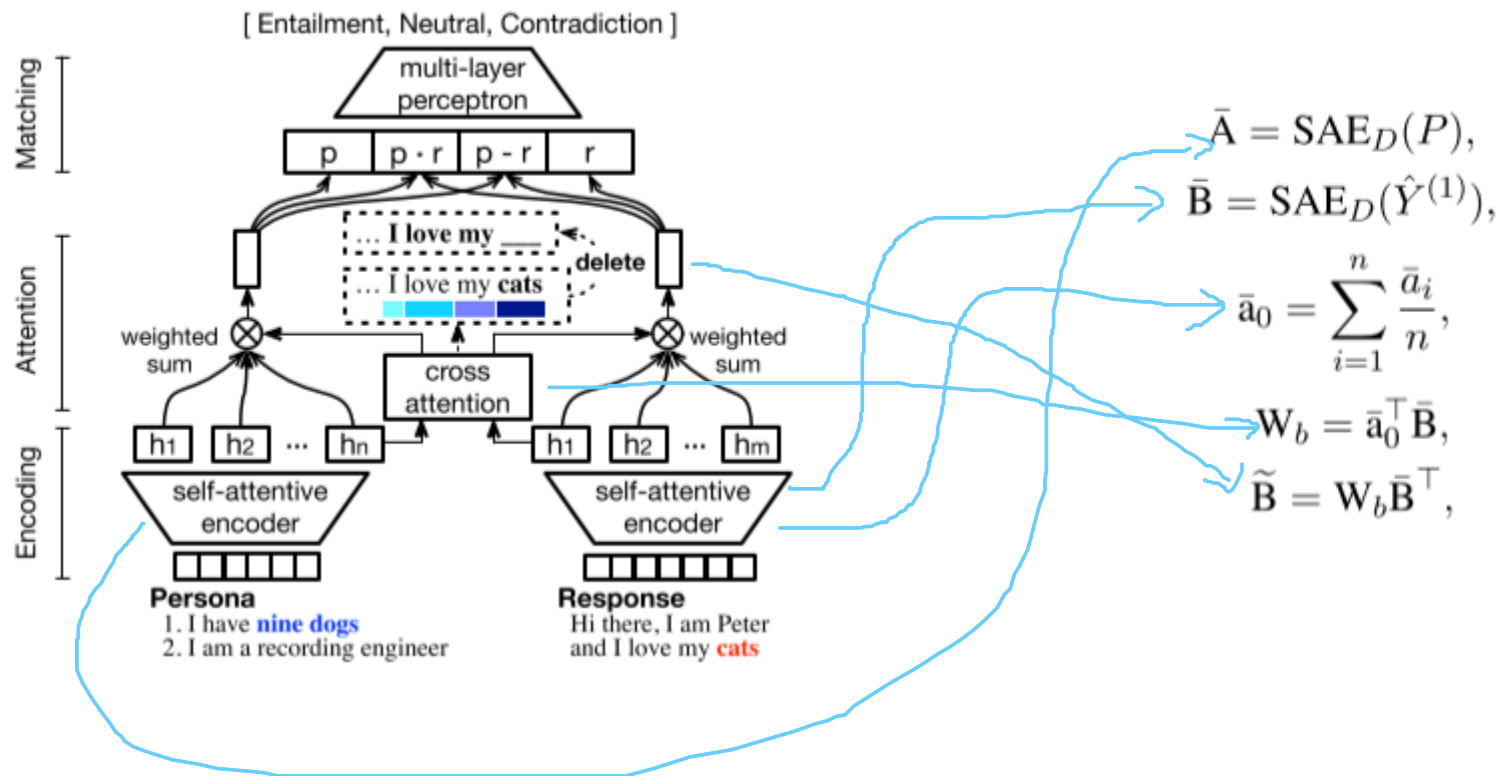 [ Entailment, Neutral, Contradiction ]
Matching
multi-layer
perceptron
p
p · r
p - r
r
Attention
... I love my ___
delete
... I love my cats
weighted
sum
weighted
sum
cross
attention
Encoding
h1
h2
...
hn
h1
h2
...
hm
self-attentive
encoder
self-attentive
encoder
Persona
1. I have nine dogs
2. I am a recording engineer
Response
Hi there, I am Peter
and I love my cats
Ā = SAE_D(P),
B̄ = SAE_D(Ŷ^(1)),
ā_0 = ∑_{i=1}^{n} ā_i / n,
W_b = ā_0^⊤ B̄,
B̃ = W_b B̄^⊤,